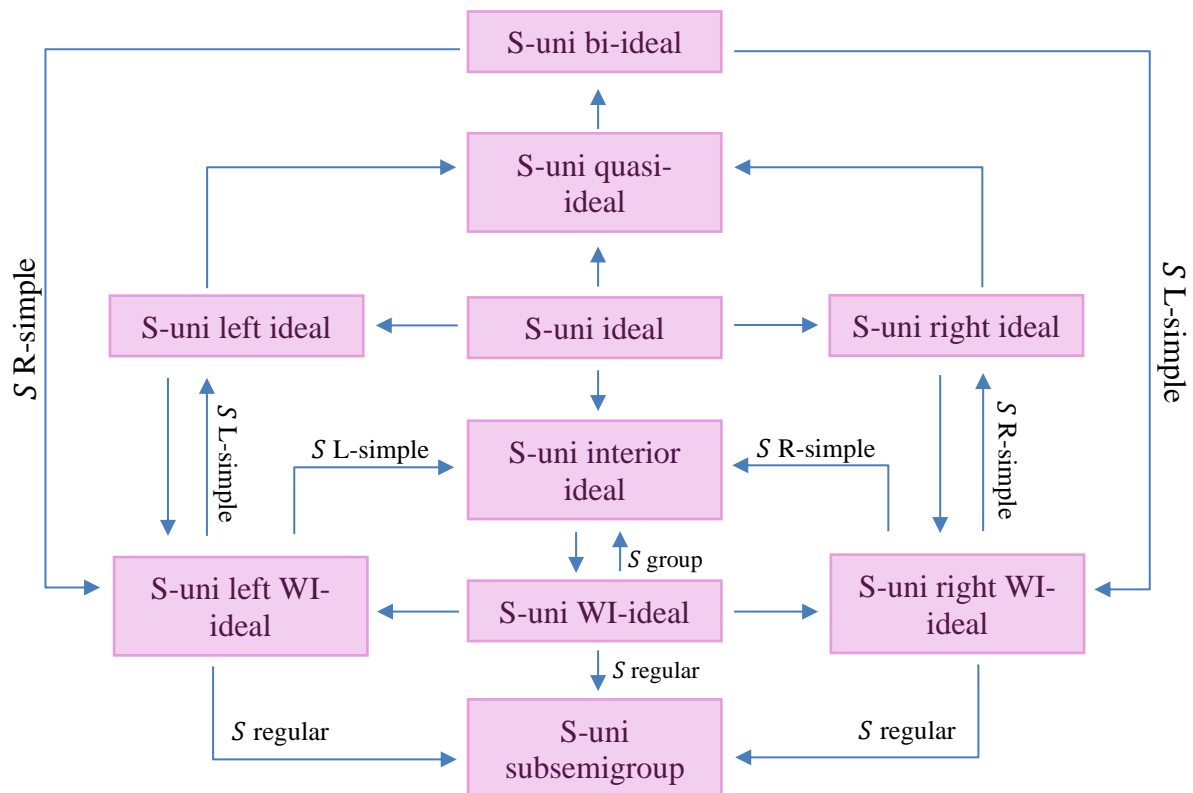 S-uni bi-ideal
S-uni quasi-
ideal
S R-simple
S L-simple
S-uni left ideal
S-uni ideal
S-uni right ideal
S L-simple
S R-simple
S L-simple
S-uni interior
ideal
S R-simple
S group
S-uni left WI-
ideal
S-uni WI-ideal
S-uni right WI-
ideal
S regular
S regular
S-uni
subsemigroup
S regular